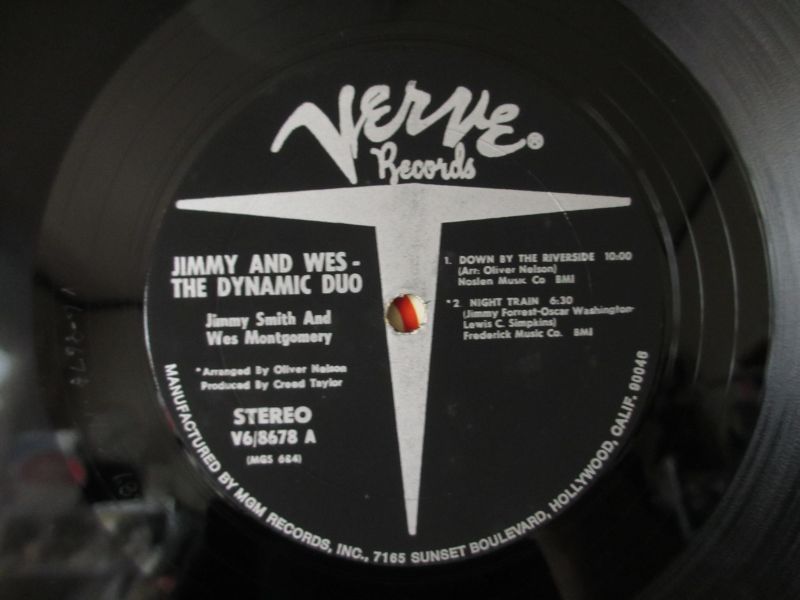 Verve®
Records
JIMMY AND WES -
THE DYNAMIC DUO
Jimmy Smith And
Wes Montgomery
*Arranged By Oliver Nelson
Produced By Creed Taylor
STEREO
V6/8678 A
(MGS 684)
1. DOWN BY THE RIVERSIDE 10:00
(Arr: Oliver Nelson)
Noslen Music Co BMI
*2. NIGHT TRAIN 6:30
(Jimmy Forrest-Oscar Washington-
Lewis C. Simpkins)
Frederick Music Co. BMI
MANUFACTURED BY MGM RECORDS, INC., 7165 SUNSET BOULEVARD, HOLLYWOOD, CALIF. 90046